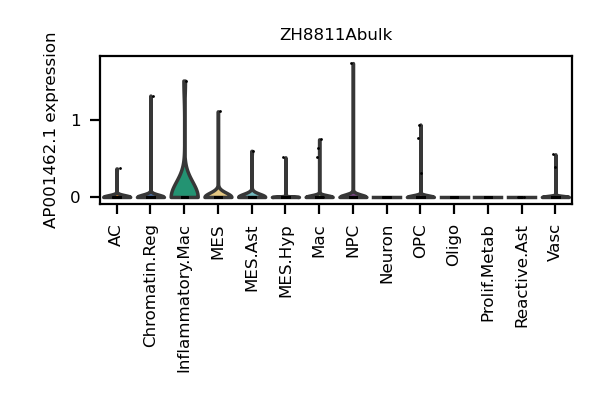 ZH8811Abulk
AP001462.1 expression
1
0
AC
Chromatin.Reg
Inflammatory.Mac
MES
MES.Ast
MES.Hyp
Mac
NPC
Neuron
OPC
Oligo
Prolif.Metab
Reactive.Ast
Vasc